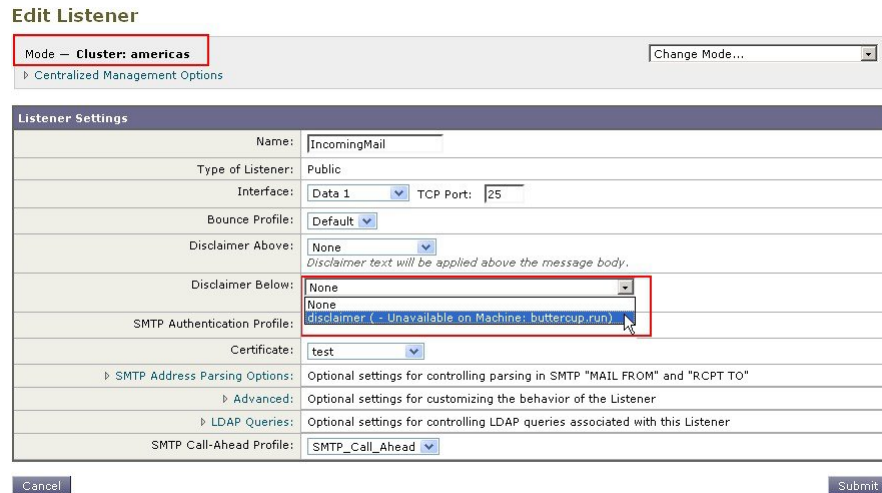 Edit Listener
Mode — Cluster: americas
Change Mode...
Centralized Management Options
Listener Settings
Name: IncomingMail
Type of Listener: Public
Interface: Data 1 TCP Port: 25
Bounce Profile: Default
Disclaimer Above: None
Disclaimer text will be applied above the message body.
Disclaimer Below: None
None
disclaimer ( - Unavailable on Machine: buttercup.run)
SMTP Authentication Profile:
Certificate: test
SMTP Address Parsing Options: Optional settings for controlling parsing in SMTP "MAIL FROM" and "RCPT TO"
Advanced: Optional settings for customizing the behavior of the Listener
LDAP Queries: Optional settings for controlling LDAP queries associated with this Listener
SMTP Call-Ahead Profile: SMTP_Call_Ahead
Cancel Submit